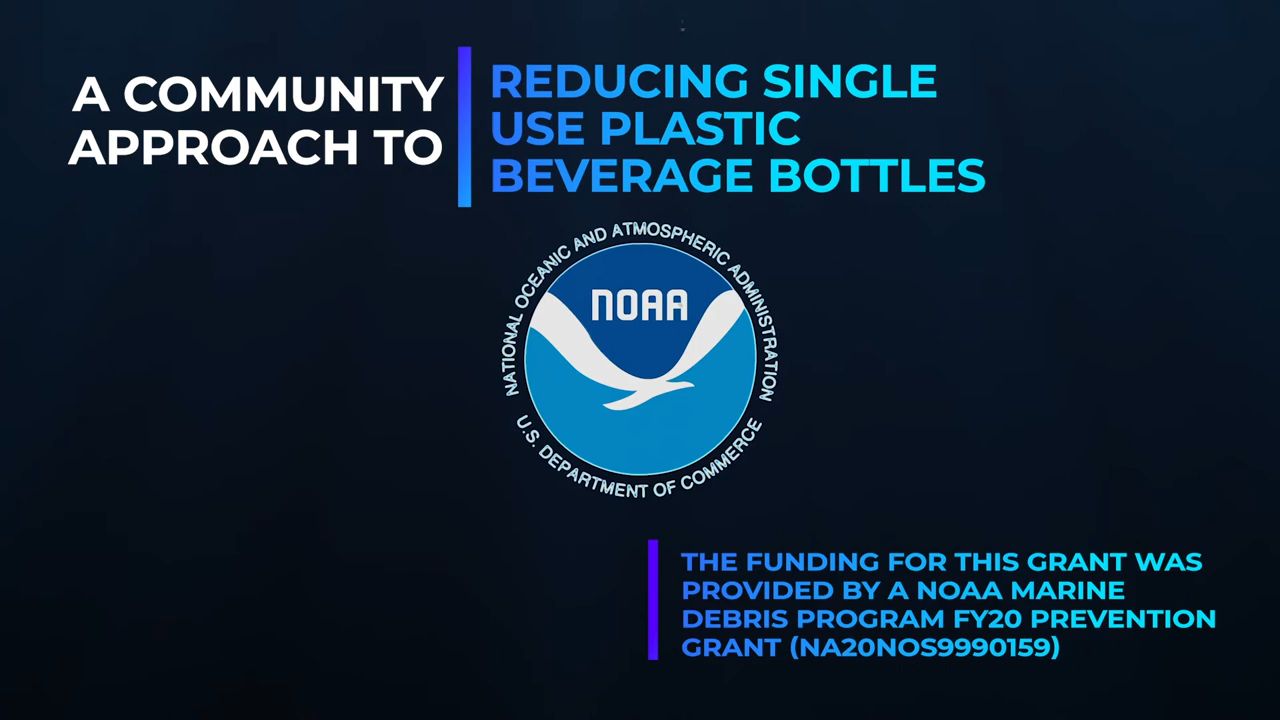 A COMMUNITY
APPROACH TO
REDUCING SINGLE
USE PLASTIC
BEVERAGE BOTTLES
NATIONAL OCEANIC AND ATMOSPHERIC ADMINISTRATION
NOAA
U.S. DEPARTMENT OF COMMERCE
THE FUNDING FOR THIS GRANT WAS
PROVIDED BY A NOAA MARINE
DEBRIS PROGRAM FY20 PREVENTION
GRANT (NA20NOS9990159)